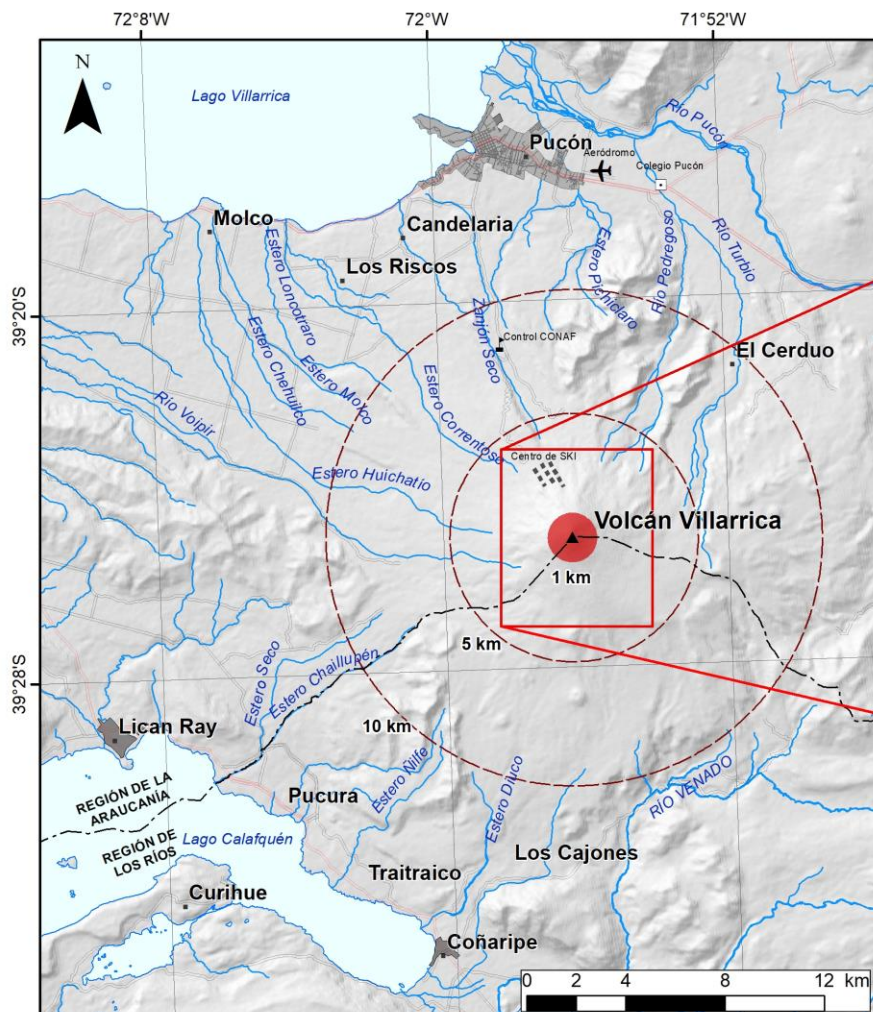 72°8'W
72°W
71°52'W
N
Lago Villarrica
Río Pucón
Pucón
Aeródromo
Colegio Pucón
Molco
Candelaria
Los Riscos
Estero Loncotraro
Estero Chehuilco
Estero Molco
Zanjón Seco
Estero Pichiclaro
Río Pedregoso
Río Turbio
39°20'S
Control CONAF
El Cerduo
Río Voipir
Estero Correntoso
Estero Huichatío
Centro de SKI
Volcán Villarrica
1 km
5 km
10 km
39°28'S
Estero Seco
Estero Chaillupén
Lican Ray
REGIÓN DE LA
ARAUCANÍA
REGIÓN DE
LOS RÍOS
Pucura
Estero Ñilfe
Estero Diuco
RÍO VENADO
Lago Calafquén
Traitraico
Los Cajones
Curihue
Coñaripe
0 2 4 8 12 km